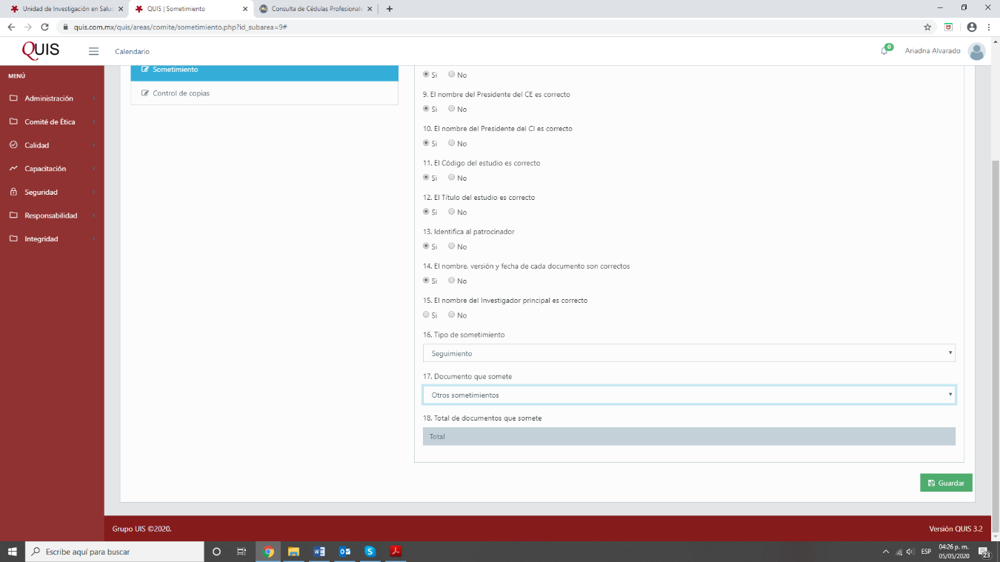 Unidad de Investigación en Salu
QUIS | Sometimiento
Consulta de Cédulas Profesional
quis.com.mx/quis/areas/comite/sometimiento.php?id_subarea=9#
QUIS
Calendario
0
Ariadna Alvarado
MENÚ
Administración
Comité de Ética
Calidad
Capacitación
Seguridad
Responsabilidad
Integridad
Sometimiento
Control de copias
Si No
9. El nombre del Presidente del CE es correcto
Si No
10. El nombre del Presidente del CI es correcto
Si No
11. El Código del estudio es correcto
Si No
12. El Título del estudio es correcto
Si No
13. Identifica al patrocinador
Si No
14. El nombre, versión y fecha de cada documento son correctos
Si No
15. El nombre del Investigador principal es correcto
Si No
16. Tipo de sometimiento
Seguimiento
17. Documento que somete
Otros sometimientos
18. Total de documentos que somete
Total
Guardar
Grupo UIS ©2020.
Versión QUIS 3.2
Escribe aquí para buscar
ESP
04:26 p. m.
05/05/2020
23